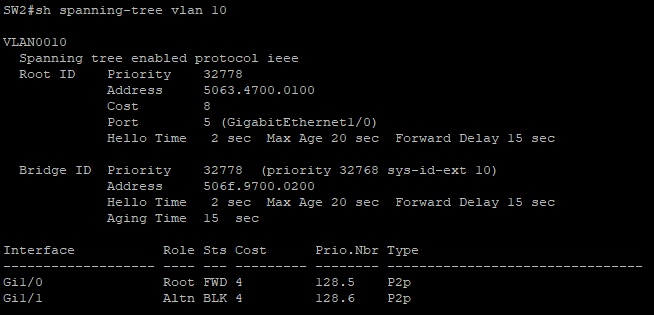 SW2#sh spanning-tree vlan 10
VLAN0010
  Spanning tree enabled protocol ieee
  Root ID    Priority    32778
             Address     5063.4700.0100
             Cost        8
             Port        5 (GigabitEthernet1/0)
             Hello Time   2 sec  Max Age 20 sec  Forward Delay 15 sec
  Bridge ID  Priority    32778  (priority 32768 sys-id-ext 10)
             Address     506f.9700.0200
             Hello Time   2 sec  Max Age 20 sec  Forward Delay 15 sec
             Aging Time  15  sec
Interface           Role Sts Cost      Prio.Nbr Type
------------------- ---- --- --------- -------- --------------------------------
Gi1/0               Root FWD 4         128.5    P2p
Gi1/1               Altn BLK 4         128.6    P2p